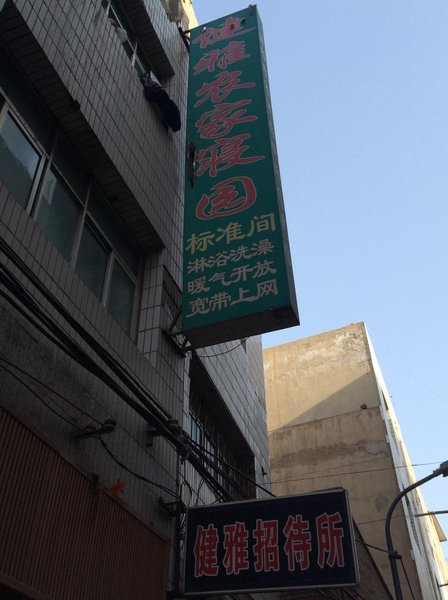 健雅农家寝园
标准间
淋浴洗澡
暖气开放
宽带上网
健雅招待所